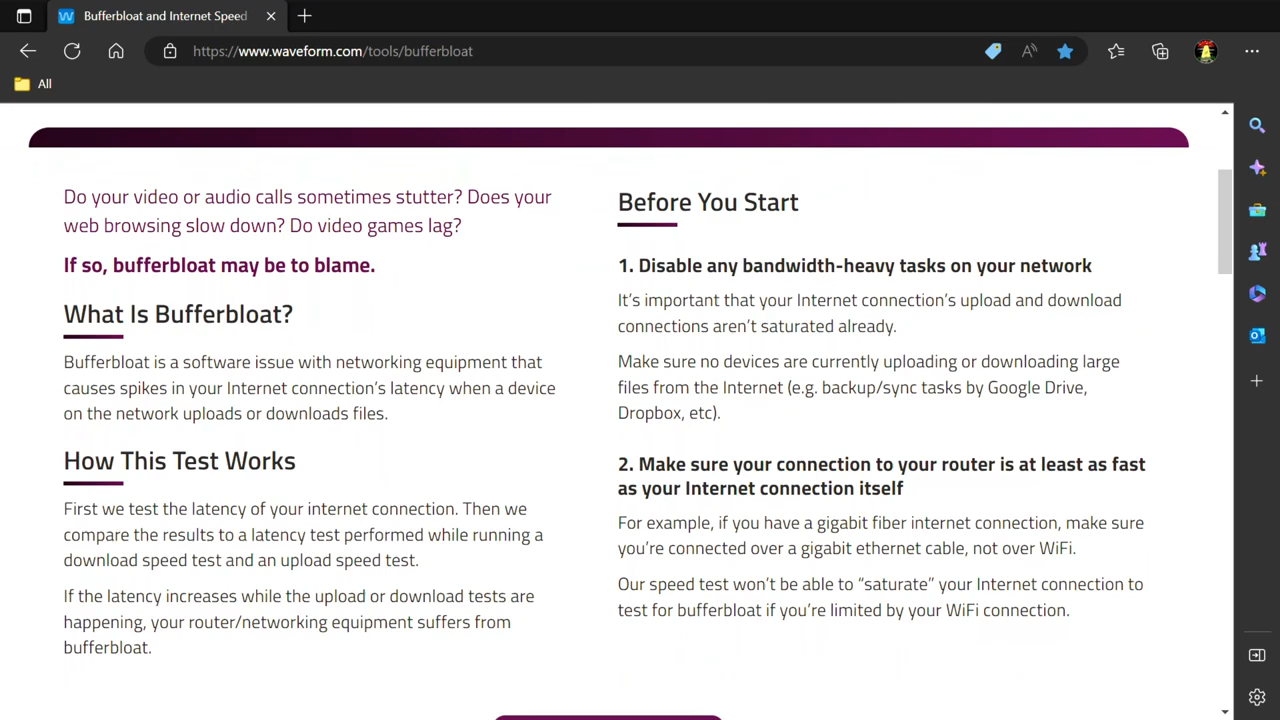 Bufferbloat and Internet Speed
https://www.waveform.com/tools/bufferbloat
All
Do your video or audio calls sometimes stutter? Does your
web browsing slow down? Do video games lag?
If so, bufferbloat may be to blame.
What Is Bufferbloat?
Bufferbloat is a software issue with networking equipment that
causes spikes in your Internet connection's latency when a device
on the network uploads or downloads files.
How This Test Works
First we test the latency of your internet connection. Then we
compare the results to a latency test performed while running a
download speed test and an upload speed test.
If the latency increases while the upload or download tests are
happening, your router/networking equipment suffers from
bufferbloat.
Before You Start
1. Disable any bandwidth-heavy tasks on your network
It's important that your Internet connection's upload and download
connections aren't saturated already.
Make sure no devices are currently uploading or downloading large
files from the Internet (e.g. backup/sync tasks by Google Drive,
Dropbox, etc).
2. Make sure your connection to your router is at least as fast
as your Internet connection itself
For example, if you have a gigabit fiber internet connection, make sure
you're connected over a gigabit ethernet cable, not over WiFi.
Our speed test won't be able to “saturate” your Internet connection to
test for bufferbloat if you're limited by your WiFi connection.